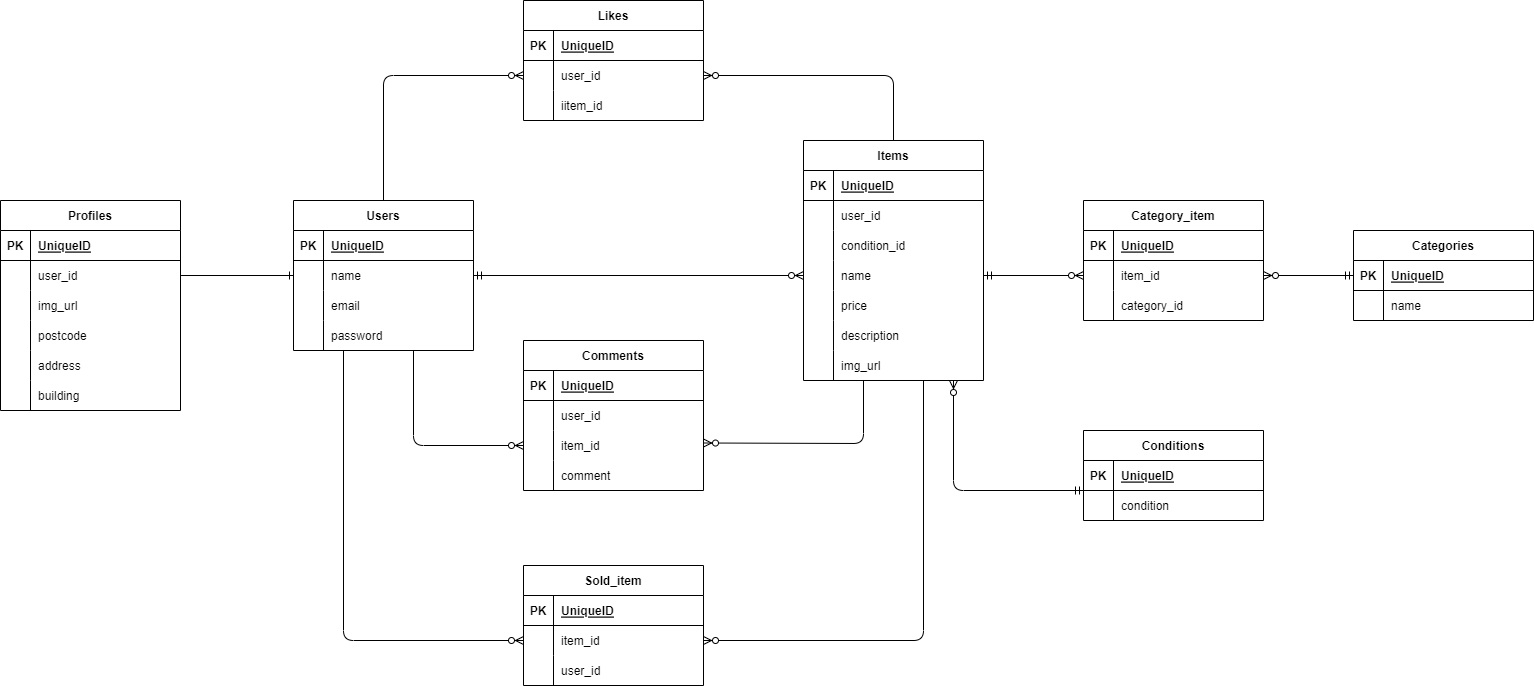 Likes
PK UniqueID
user_id
iitem_id
Items
PK UniqueID
user_id
condition_id
name
price
description
img_url
Profiles
PK UniqueID
user_id
img_url
postcode
address
building
Users
PK UniqueID
name
email
password
Category_item
PK UniqueID
item_id
category_id
Categories
PK UniqueID
name
Comments
PK UniqueID
user_id
item_id
comment
Conditions
PK UniqueID
condition
Sold_item
PK UniqueID
item_id
user_id